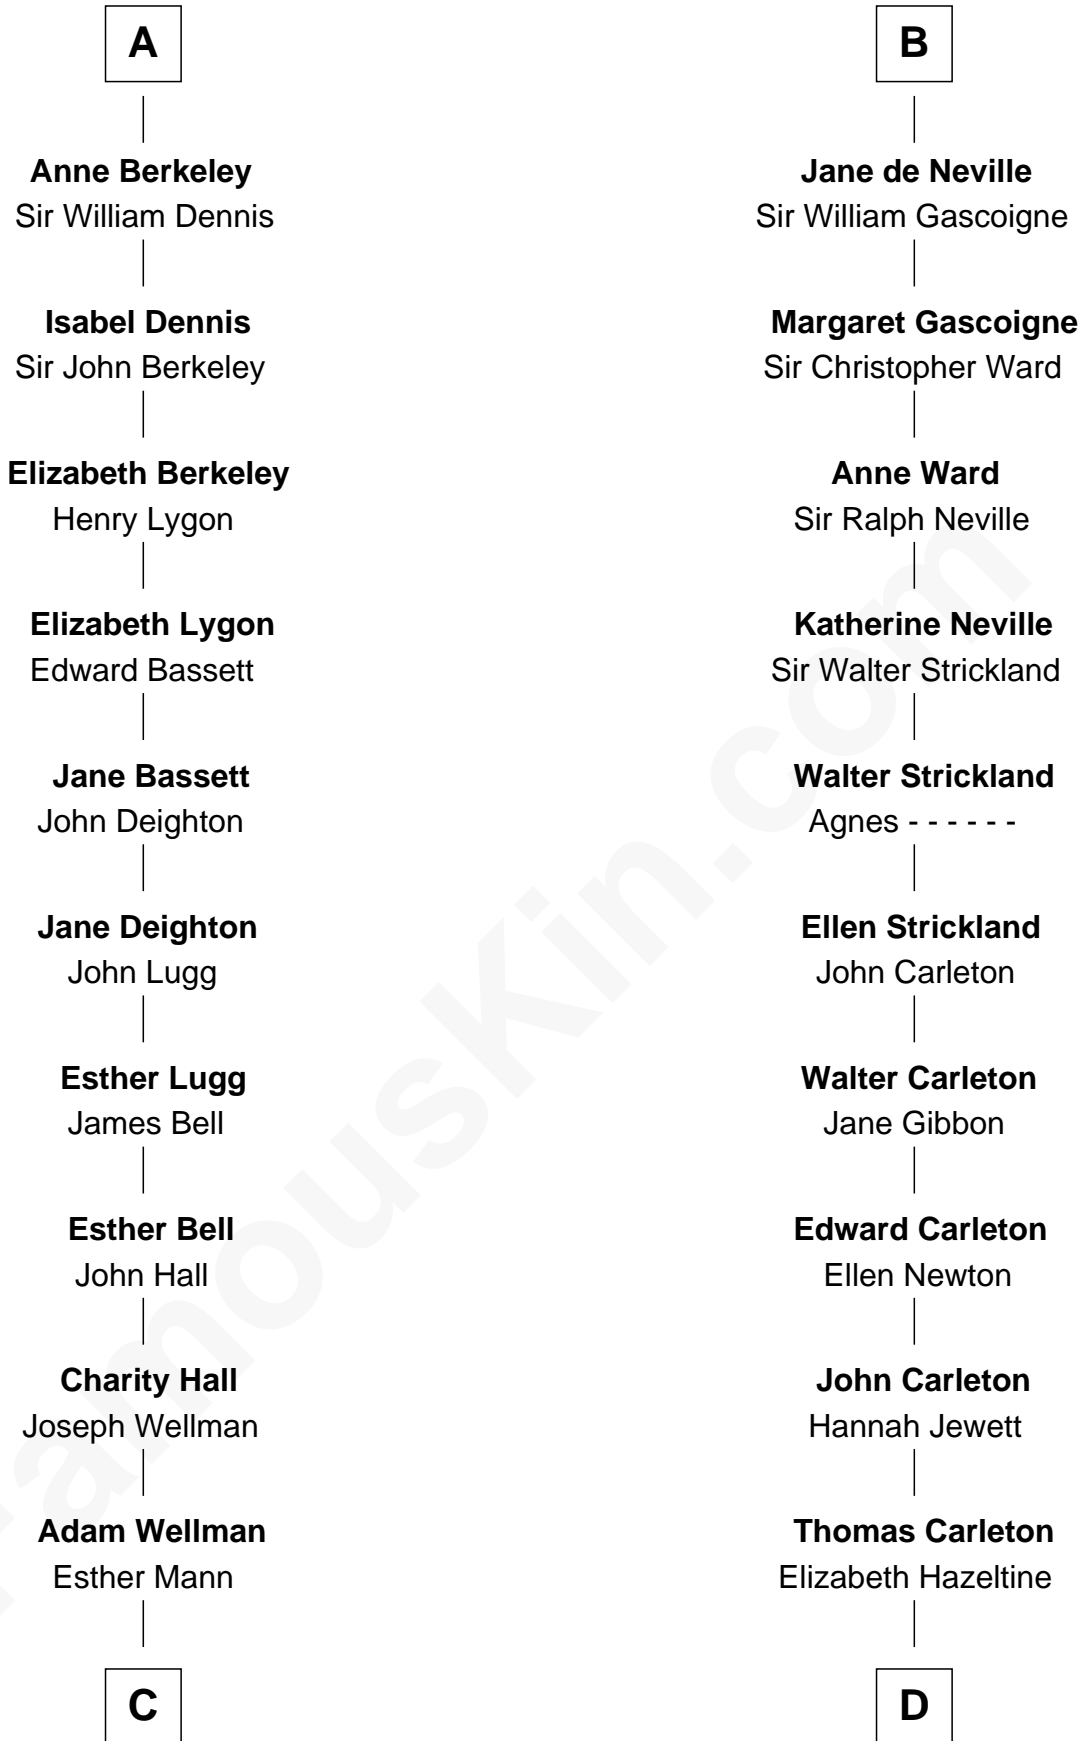 A
Anne Berkeley
Sir William Dennis
Isabel Dennis
Sir John Berkeley
Elizabeth Berkeley
Henry Lygon
Elizabeth Lygon
Edward Bassett
Jane Bassett
John Deighton
Jane Deighton
John Lugg
Esther Lugg
James Bell
Esther Bell
John Hall
Charity Hall
Joseph Wellman
Adam Wellman
Esther Mann
C
B
Jane de Neville
Sir William Gascoigne
Margaret Gascoigne
Sir Christopher Ward
Anne Ward
Sir Ralph Neville
Katherine Neville
Sir Walter Strickland
Walter Strickland
Agnes - - - - - -
Ellen Strickland
John Carleton
Walter Carleton
Jane Gibbon
Edward Carleton
Ellen Newton
John Carleton
Hannah Jewett
Thomas Carleton
Elizabeth Hazeltine
D
FamousKin.com